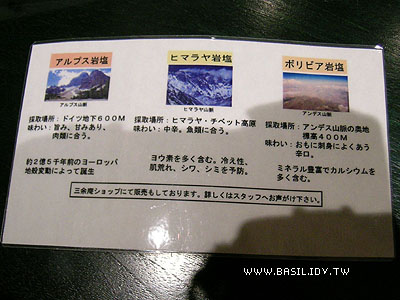 アルプス岩塩
アルプス山脈
採取場所:ドイツ地下600M
味わい:旨み、甘みあり、
肉類に合う。
約2億5千年前のヨーロッパ
地殻変動によって誕生
ヒマラヤ岩塩
ヒマラヤ山脈
採取場所:ヒマラヤ・チベット高原
味わい:中辛。魚類に合う。
ヨウ素を多く含む。冷え性、
肌荒れ、シワ、シミを予防。
ボリビア岩塩
アンデス山脈
採取場所:アンデス山脈の奥地
標高400M
味わい:おもに刺身によくあう
辛口。
ミネラル豊富でカルシウムを
多く含む。
三余庵ショップにて販売もしております。詳しくはスタッフへお声がけ下さい。
WWW.BASILIDY.TW